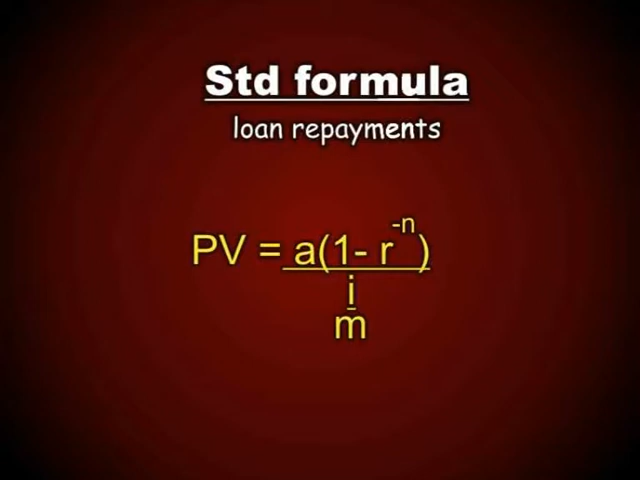 Std formula
loan repayments
PV = a(1- r^-n)
i
m